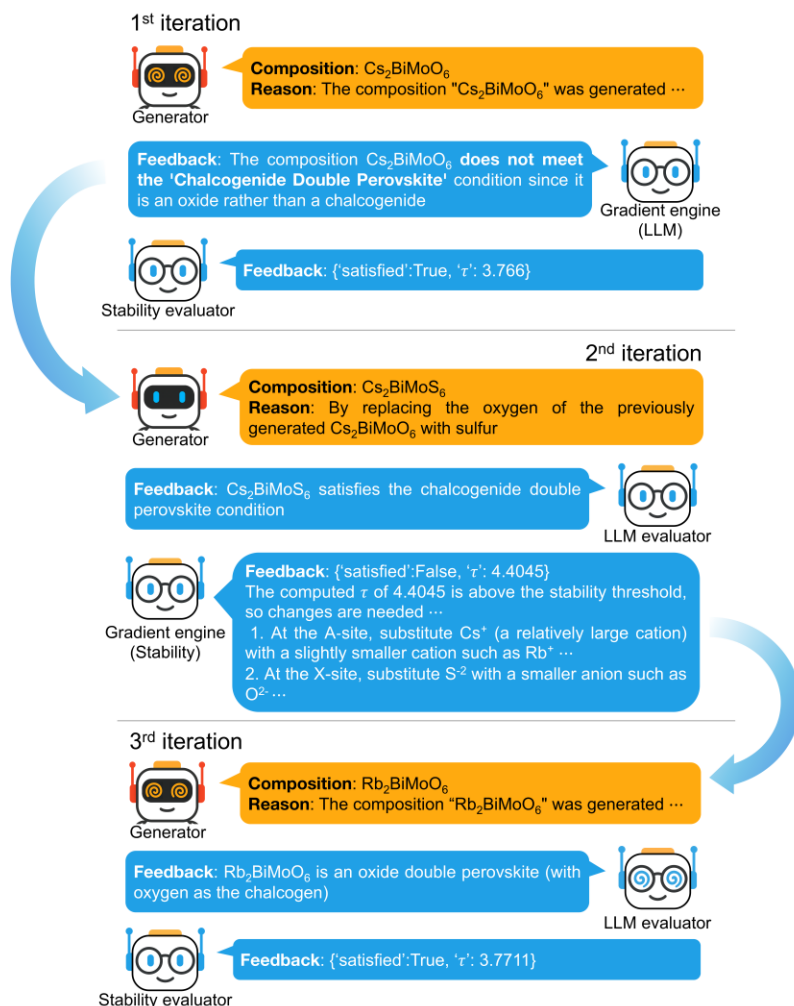 1st iteration
Composition: Cs₂BiMoO₆
Reason: The composition "Cs₂BiMoO₆" was generated ···
Generator
Feedback: The composition Cs₂BiMoO₆ does not meet
the 'Chalcogenide Double Perovskite' condition since it
is an oxide rather than a chalcogenide
Gradient engine
(LLM)
Feedback: {'satisfied':True, 'τ': 3.766}
Stability evaluator
2nd iteration
Composition: Cs₂BiMoS₆
Reason: By replacing the oxygen of the previously
generated Cs₂BiMoO₆ with sulfur
Generator
Feedback: Cs₂BiMoS₆ satisfies the chalcogenide double
perovskite condition
LLM evaluator
Feedback: {'satisfied':False, 'τ': 4.4045}
The computed τ of 4.4045 is above the stability threshold,
so changes are needed ···
1. At the A-site, substitute Cs⁺ (a relatively large cation)
with a slightly smaller cation such as Rb⁺ ···
2. At the X-site, substitute S⁻² with a smaller anion such as
O²⁻ ···
Gradient engine
(Stability)
3rd iteration
Composition: Rb₂BiMoO₆
Reason: The composition "Rb₂BiMoO₆" was generated ···
Generator
Feedback: Rb₂BiMoO₆ is an oxide double perovskite (with
oxygen as the chalcogen)
LLM evaluator
Feedback: {'satisfied':True, 'τ': 3.7711}
Stability evaluator